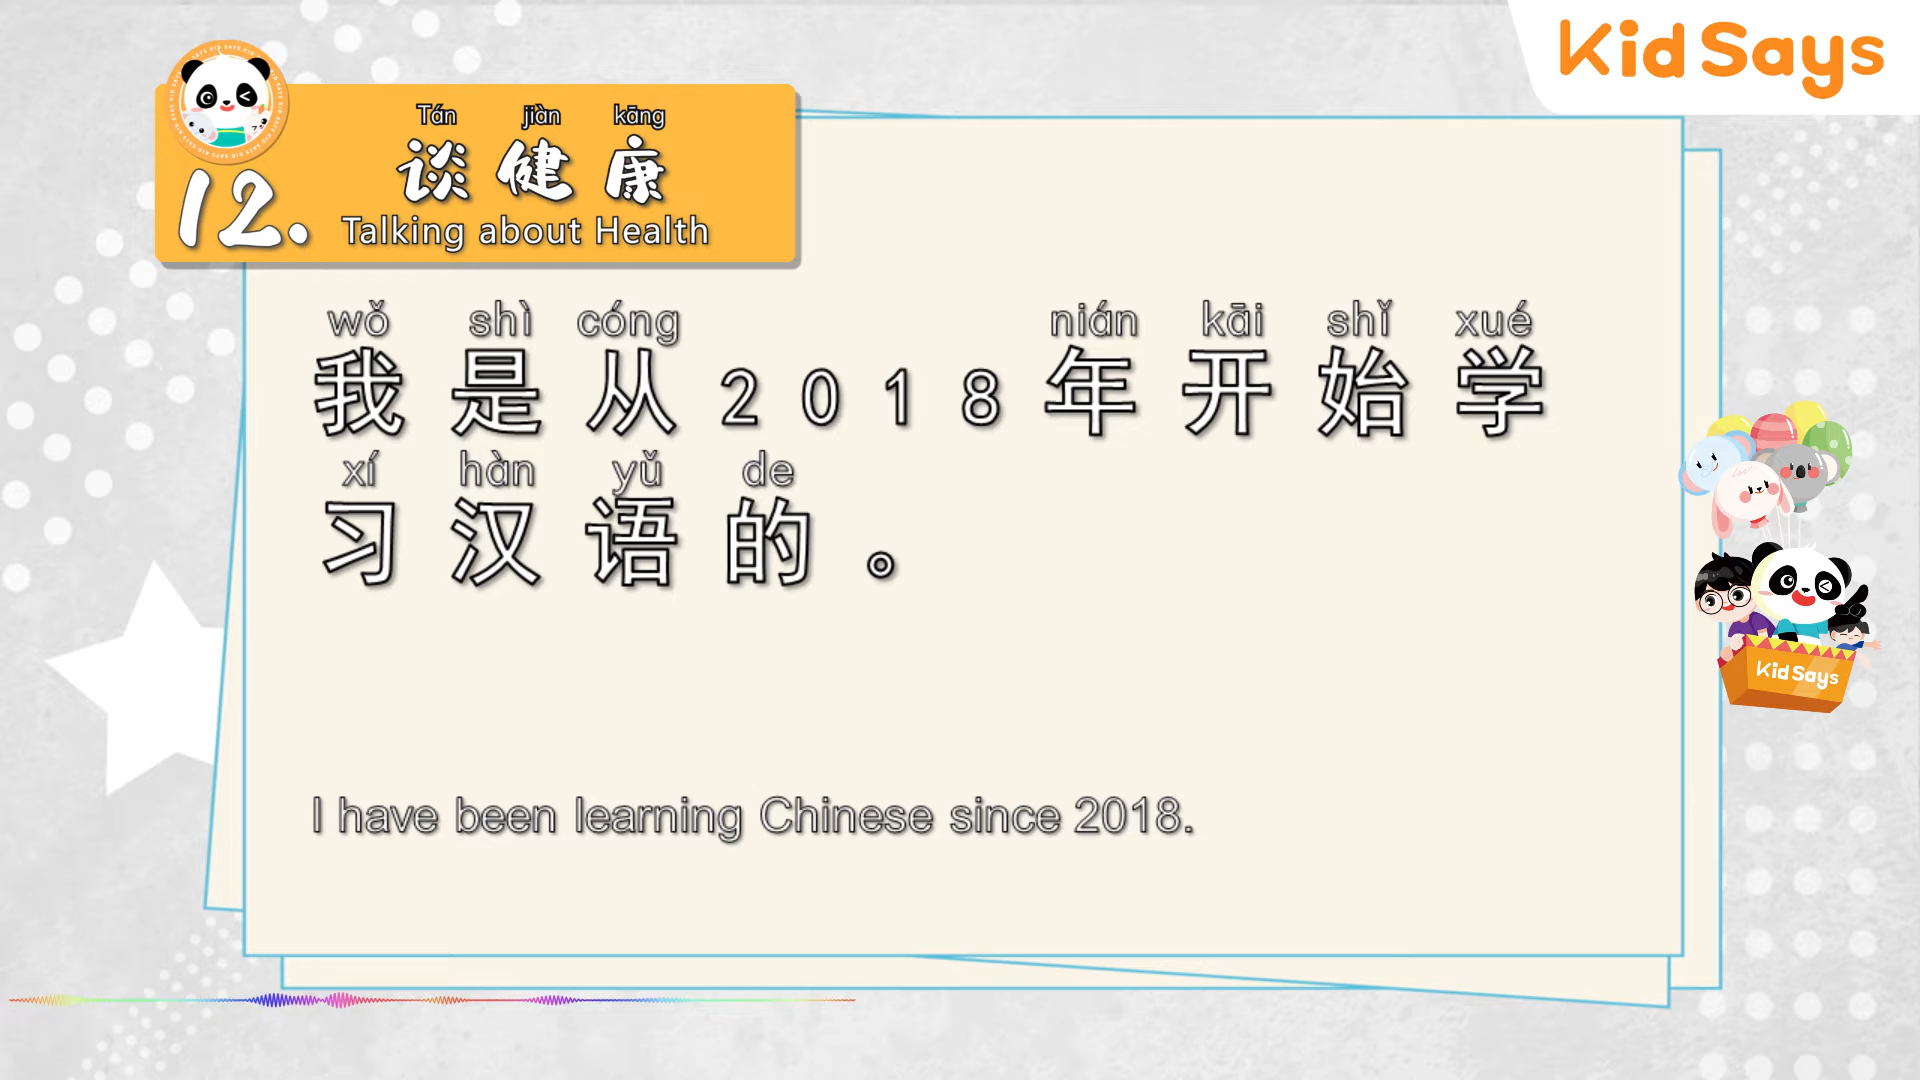 Kid Says
Tán jiàn kāng
12. 谈健康
Talking about Health
wǒ shì cóng nián kāi shǐ xué
我是从2018年开始学
xí hàn yǔ de
习汉语的。
Kid Says
I have been learning Chinese since 2018.